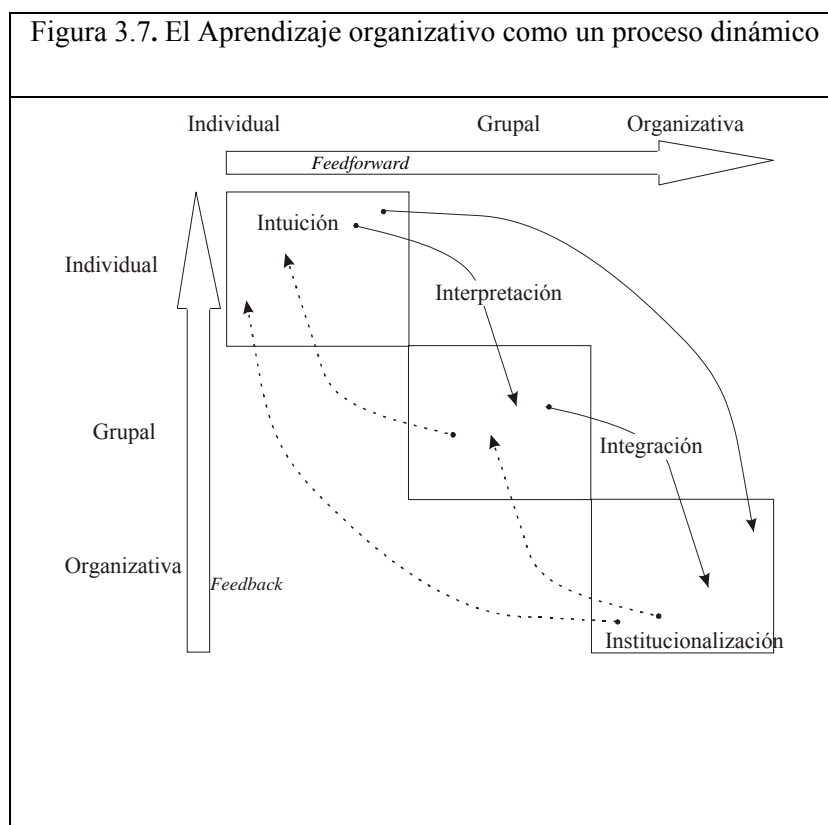 Figura 3.7. El Aprendizaje organizativo como un proceso dinámico
Individual
Grupal
Organizativa
Feedforward
Intuición
Individual
Interpretación
Grupal
Integración
Organizativa
Feedback
Institucionalización